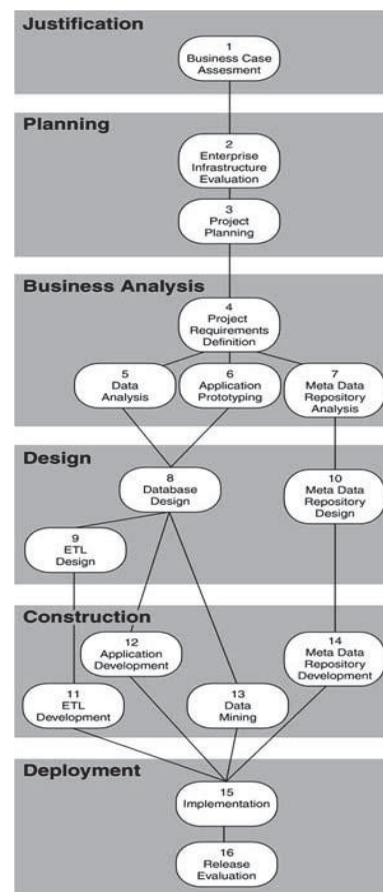 Justification
1
Business Case
Assesment
Planning
2
Enterprise
Infrastructure
Evaluation
3
Project
Planning
Business Analysis
4
Project
Requirements
Definition
5
Data
Analysis
6
Application
Prototyping
7
Meta Data
Repository
Analysis
Design
8
Database
Design
9
ETL
Design
10
Meta Data
Repository
Design
Construction
11
ETL
Development
12
Application
Development
13
Data
Mining
14
Meta Data
Repository
Development
Deployment
15
Implementation
16
Release
Evaluation